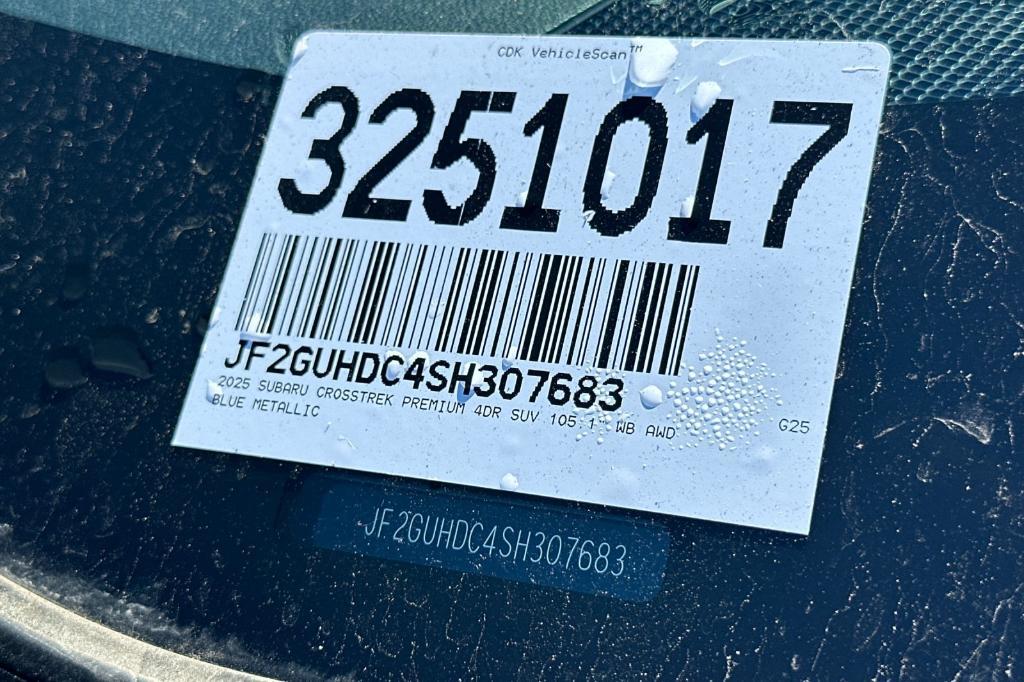 CDK VehicleScan™
3251017
JF2GUHDC4SH307683
2025 SUBARU CROSSTREK PREMIUM 4DR SUV 105.1" WB AWD
BLUE METALLIC G25
JF2GUHDC4SH307683